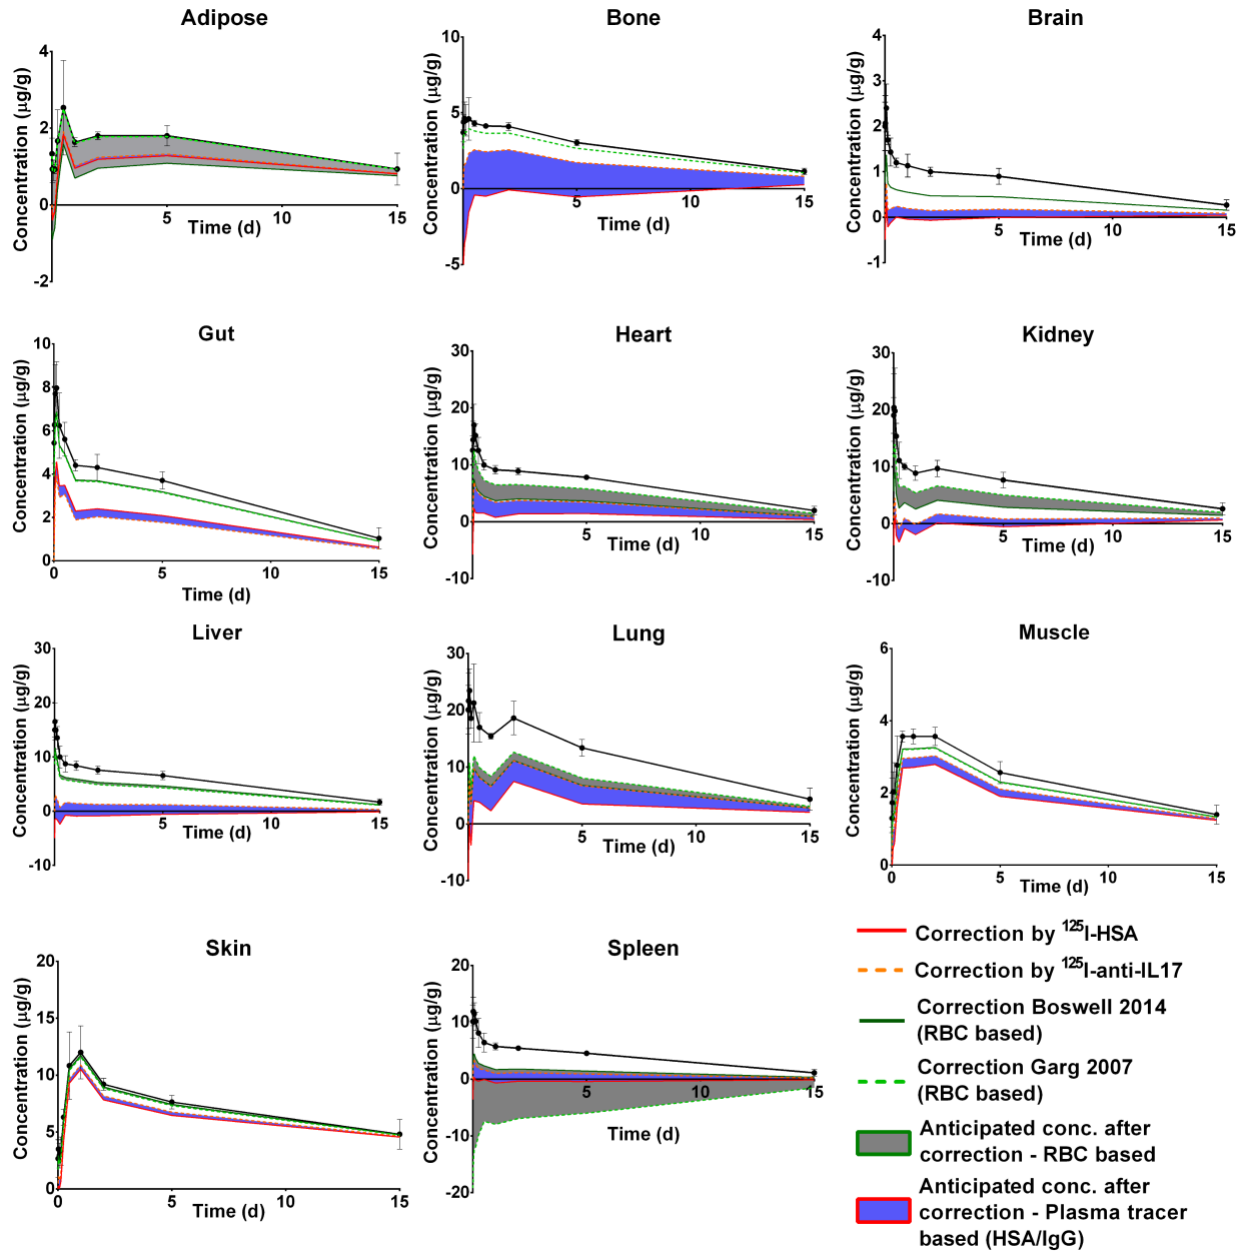 Adipose
Concentration (µg/g)
4
2
0
-2
5
10
15
Time (d)
Bone
Concentration (µg/g)
10
5
0
-5
5
10
15
Time (d)
Brain
Concentration (µg/g)
4
3
2
1
0
-1
5
10
15
Time (d)
Gut
Concentration (µg/g)
10
8
6
4
2
0
0
5
10
15
Time (d)
Heart
Concentration (µg/g)
30
20
10
0
-10
5
10
15
Time (d)
Kidney
Concentration (µg/g)
30
20
10
0
-10
5
10
15
Time (d)
Liver
Concentration (µg/g)
30
20
10
0
-10
5
10
15
Time (d)
Lung
Concentration (µg/g)
30
20
10
0
-10
5
10
15
Time (d)
Muscle
Concentration (µg/g)
6
4
2
0
0
5
10
15
Time (d)
Skin
Concentration (µg/g)
20
15
10
5
0
0
5
10
15
Time (d)
Spleen
Concentration (µg/g)
20
10
0
-10
-20
5
10
15
Time (d)
Correction by ¹²⁵I-HSA
Correction by ¹²⁵I-anti-IL17
Correction Boswell 2014
(RBC based)
Correction Garg 2007
(RBC based)
Anticipated conc. after
correction - RBC based
Anticipated conc. after
correction - Plasma tracer
based (HSA/IgG)